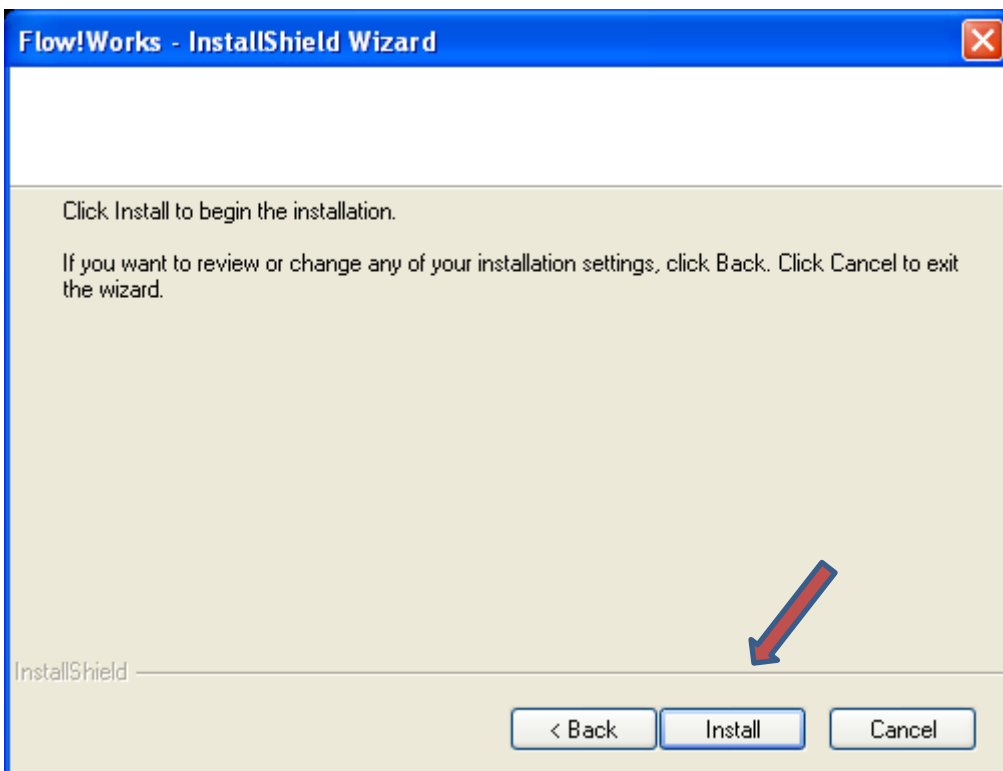 Flow!Works - InstallShield Wizard
Click Install to begin the installation.
If you want to review or change any of your installation settings, click Back. Click Cancel to exit
the wizard.
InstallShield
< Back Install Cancel